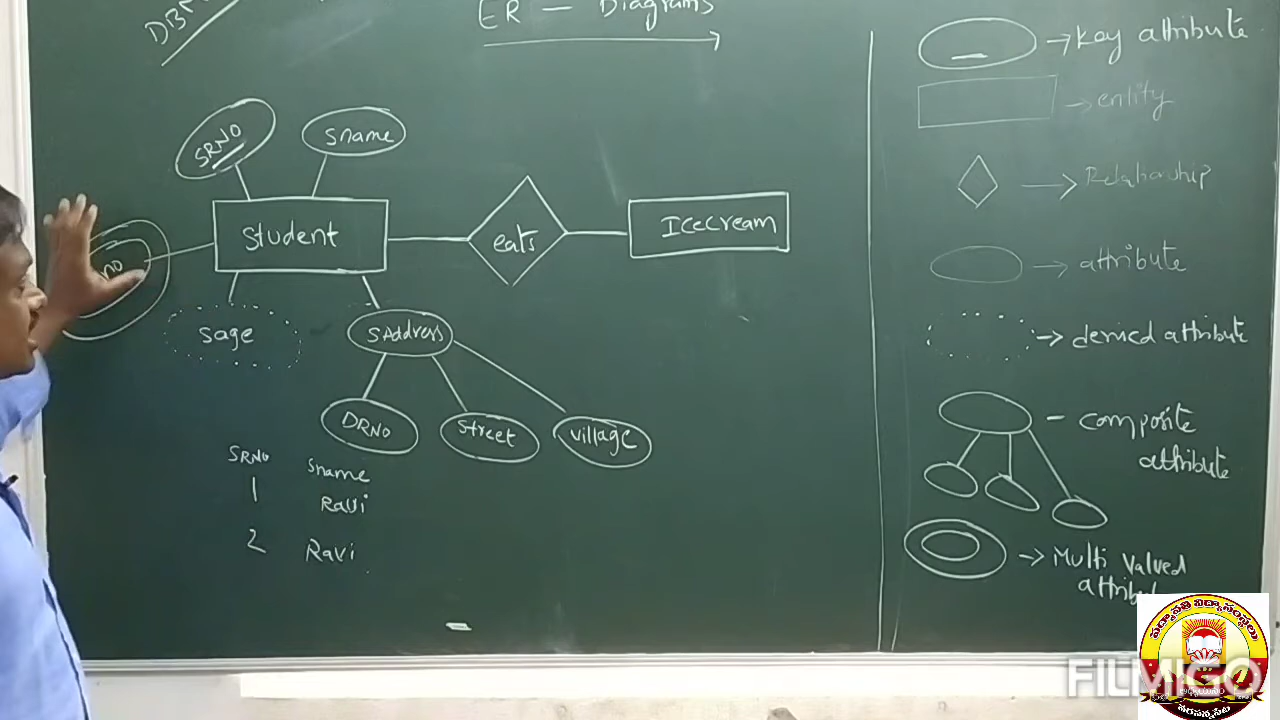 ER - Diagrams
SRNO
Sname
Student
eats
Icecream
no
Sage
SAddress
DRNO
Street
Village
SRNO Sname
1 Ravi
2 Ravi
→ key attribute
→ entity
→ Relationship
→ attribute
→ derived attribute
- composite
attribute
→ Multi valued
FILMIGO